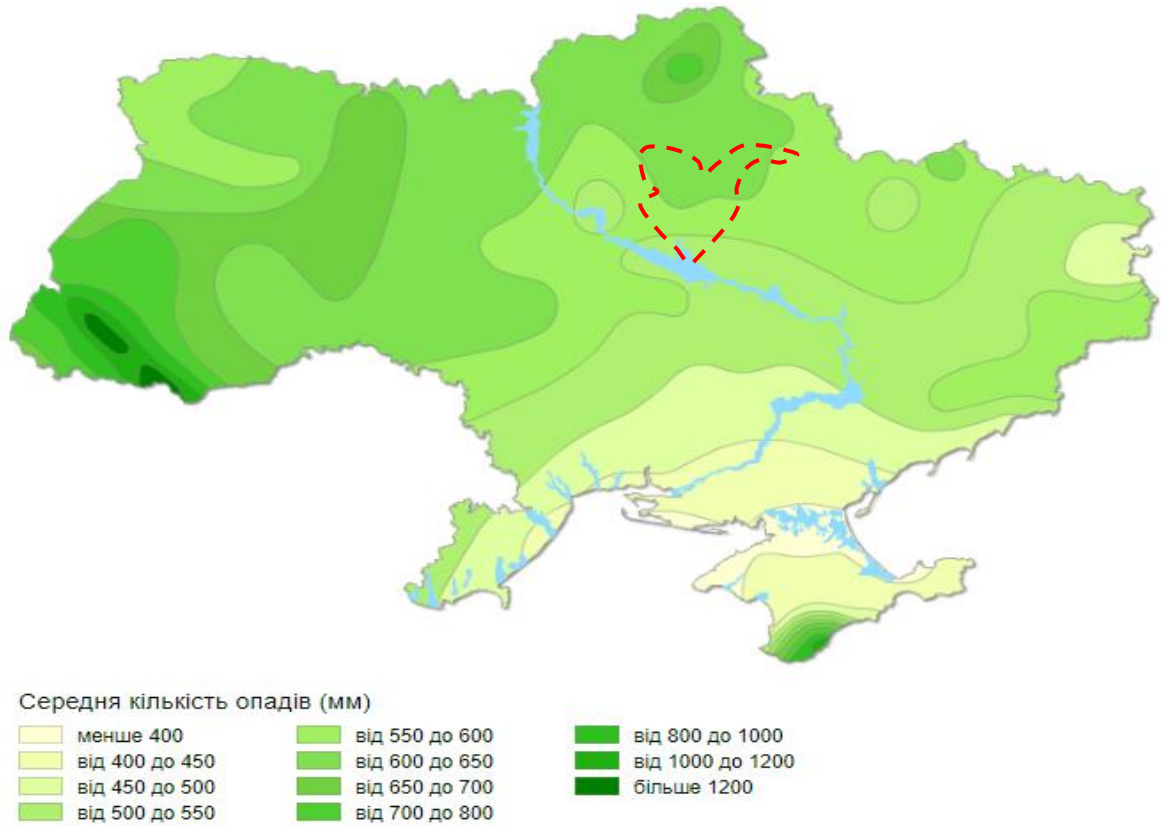 Середня кількість опадів (мм)
менше 400
від 400 до 450
від 450 до 500
від 500 до 550
від 550 до 600
від 600 до 650
від 650 до 700
від 700 до 800
від 800 до 1000
від 1000 до 1200
більше 1200